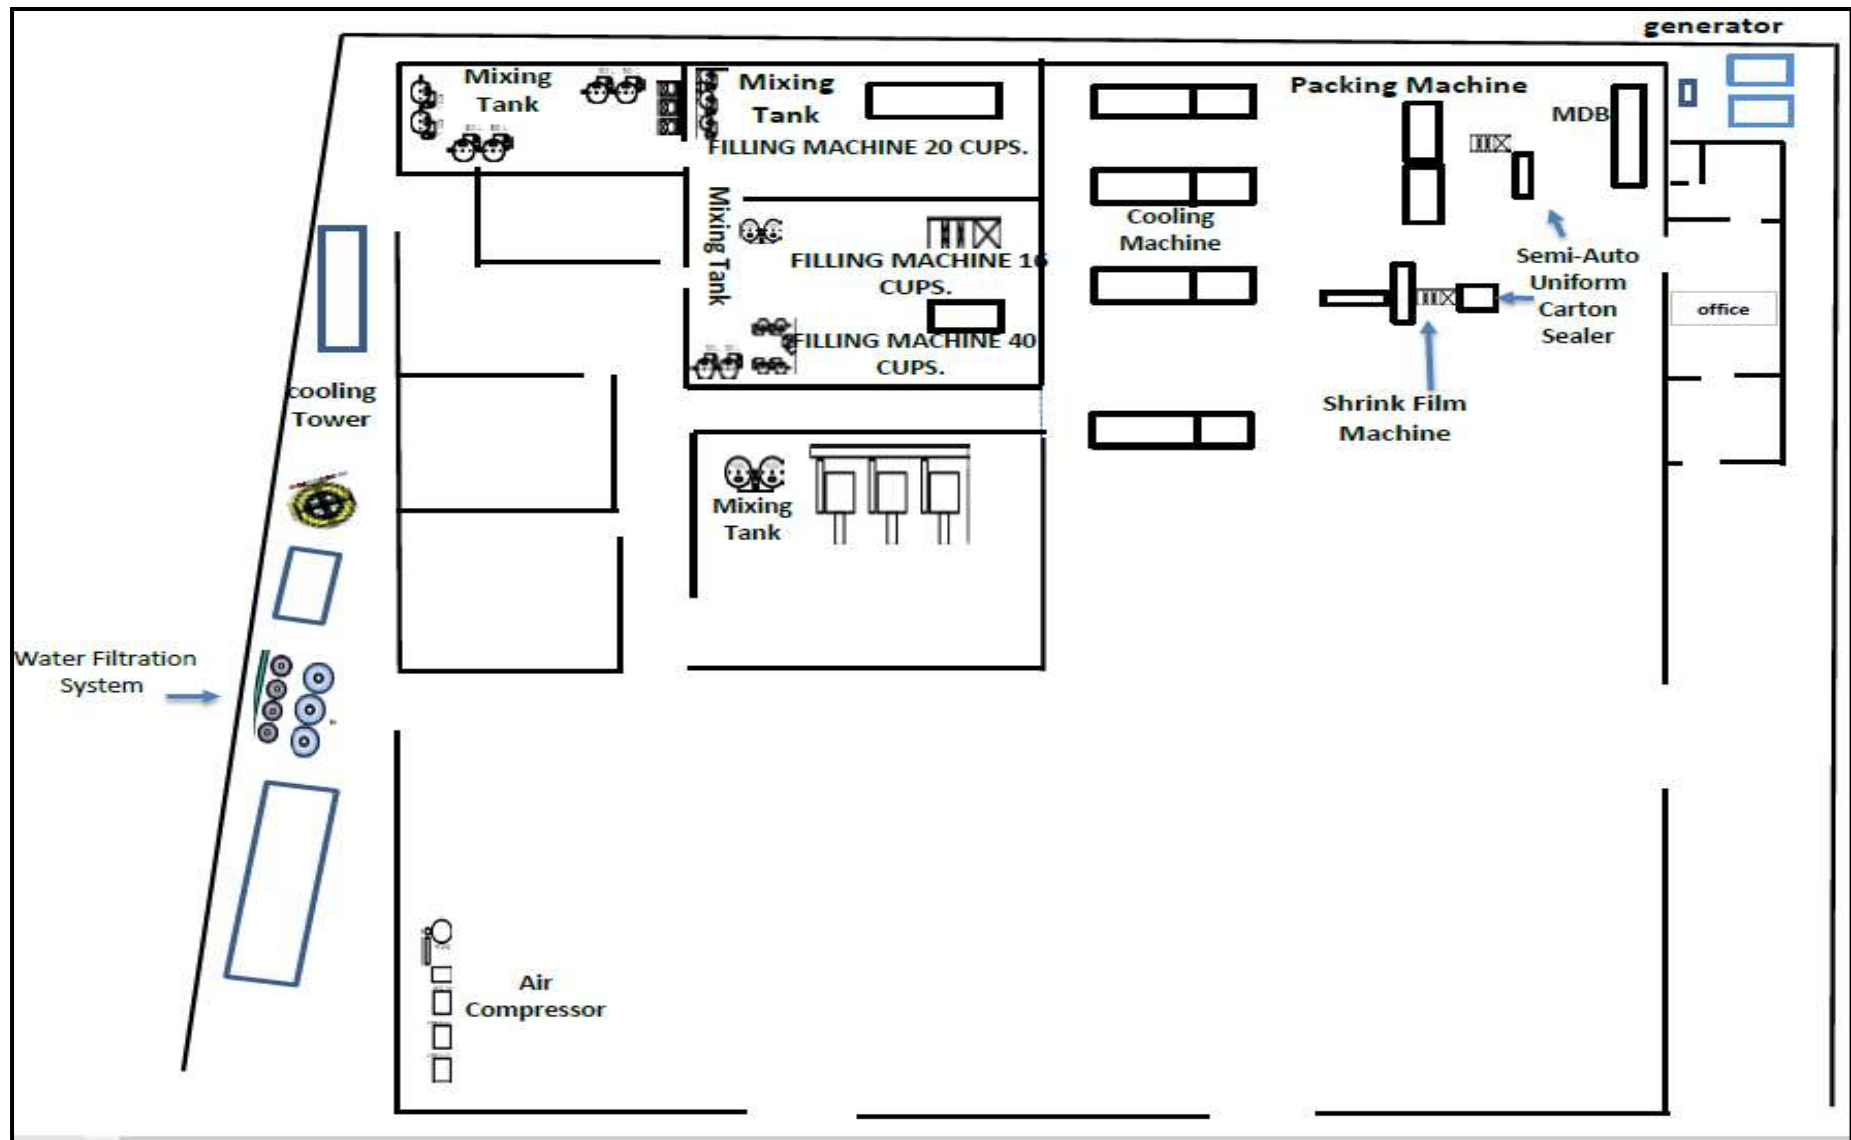 generator
Mixing
Tank
Mixing
Tank
FILLING MACHINE 20 CUPS.
Packing Machine
MDB
Mixing Tank
Cooling
Machine
FILLING MACHINE 16
CUPS.
Semi-Auto
Uniform
Carton
Sealer
office
FILLING MACHINE 40
CUPS.
cooling
Tower
Shrink Film
Machine
Mixing
Tank
Water Filtration
System
Air
Compressor